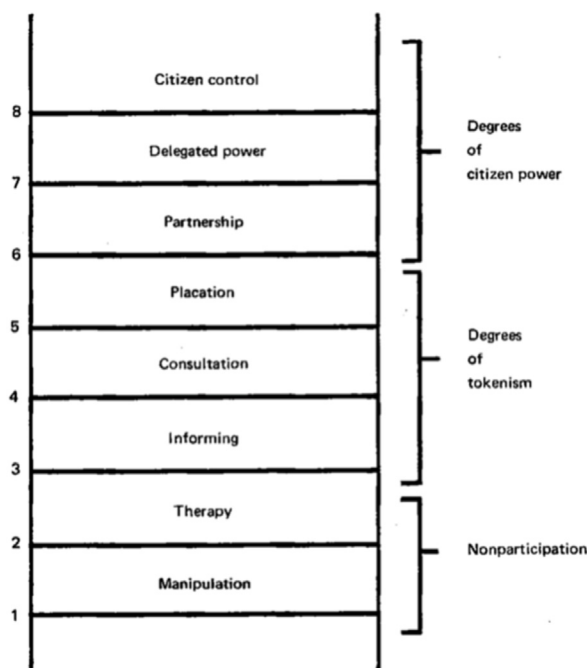 Citizen control
8
Delegated power
7
Partnership
6
Placation
5
Consultation
4
Informing
3
Therapy
2
Manipulation
1
Degrees
of
citizen power
Degrees
of
tokenism
Nonparticipation